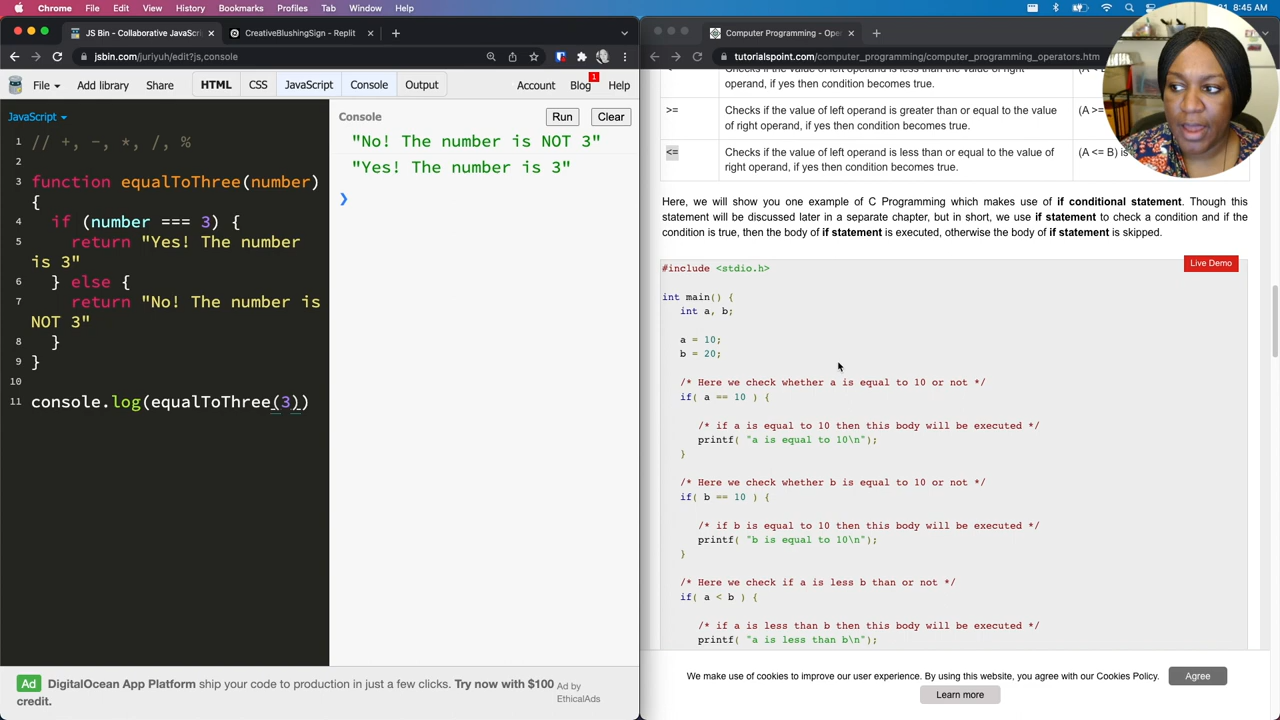 Chrome File Edit View History Bookmarks Profiles Tab Window Help
8:45 AM
JS Bin - Collaborative JavaScri
CreativeBlushingSign - Replit
jsbin.com/juriyuh/edit?js,console
File Add library Share HTML CSS JavaScript Console Output Account Blog 1 Help
JavaScript
Console Run Clear
1 // +, -, *, /, %
2
3 function equalToThree(number)
{
4 if (number === 3) {
5 return "Yes! The number
is 3"
6 } else {
7 return "No! The number is
NOT 3"
8 }
9 }
10
11 console.log(equalToThree(3))
"No! The number is NOT 3"
"Yes! The number is 3"
Ad DigitalOcean App Platform ship your code to production in just a few clicks. Try now with $100
credit.
Ad by
EthicalAds
Computer Programming - Ope
tutorialspoint.com/computer_programming/computer_programming_operators.htm
Checks if the value of left operand is less than the value of right
operand, if yes then condition becomes true.
>= Checks if the value of left operand is greater than or equal to the value (A >=
of right operand, if yes then condition becomes true.
<= Checks if the value of left operand is less than or equal to the value of (A <= B) is
right operand, if yes then condition becomes true.
Here, we will show you one example of C Programming which makes use of if conditional statement. Though this
statement will be discussed later in a separate chapter, but in short, we use if statement to check a condition and if the
condition is true, then the body of if statement is executed, otherwise the body of if statement is skipped.
Live Demo
#include <stdio.h>
int main() {
int a, b;
a = 10;
b = 20;
/* Here we check whether a is equal to 10 or not */
if( a == 10 ) {
/* if a is equal to 10 then this body will be executed */
printf( "a is equal to 10\n");
}
/* Here we check whether b is equal to 10 or not */
if( b == 10 ) {
/* if b is equal to 10 then this body will be executed */
printf( "b is equal to 10\n");
}
/* Here we check if a is less b than or not */
if( a < b ) {
/* if a is less than b then this body will be executed */
printf( "a is less than b\n");
We make use of cookies to improve our user experience. By using this website, you agree with our Cookies Policy. Agree
Learn more